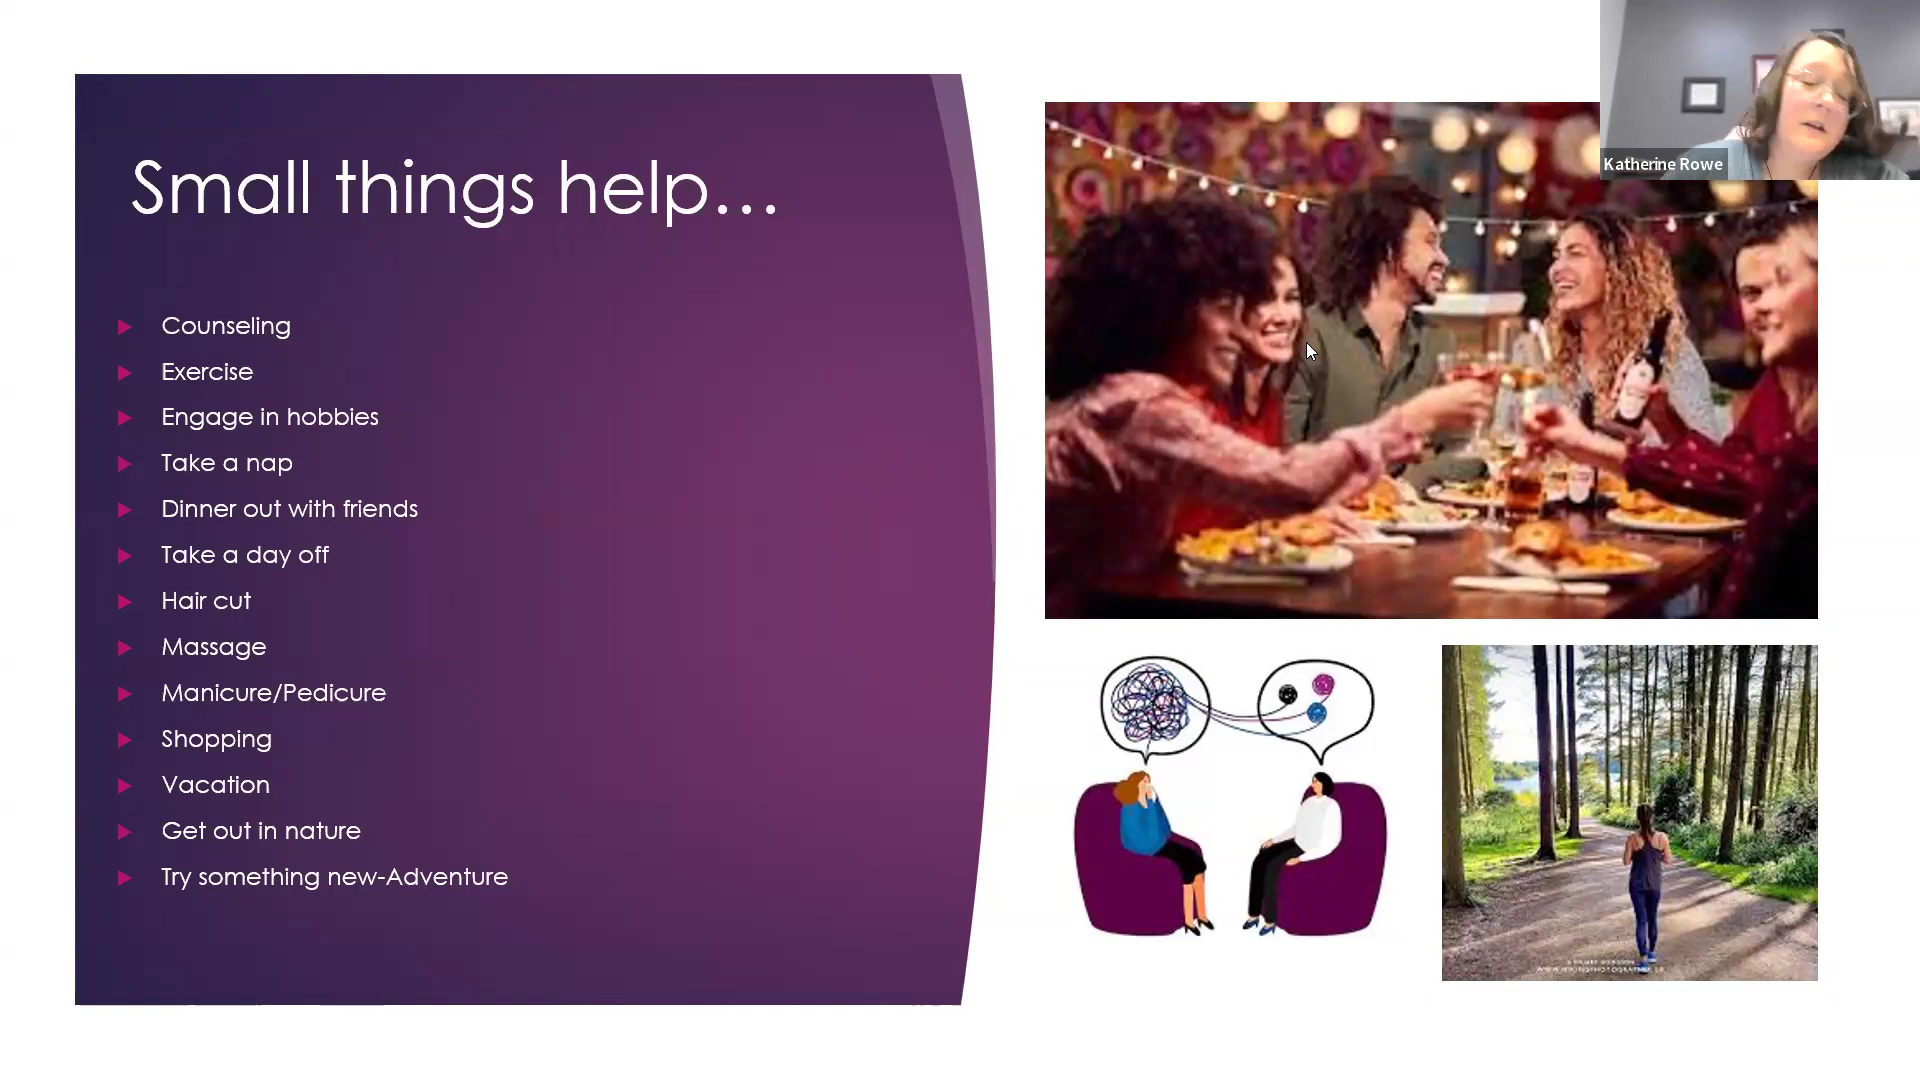 Small things help...
Counseling
Exercise
Engage in hobbies
Take a nap
Dinner out with friends
Take a day off
Hair cut
Massage
Manicure/Pedicure
Shopping
Vacation
Get out in nature
Try something new-Adventure
Katherine Rowe